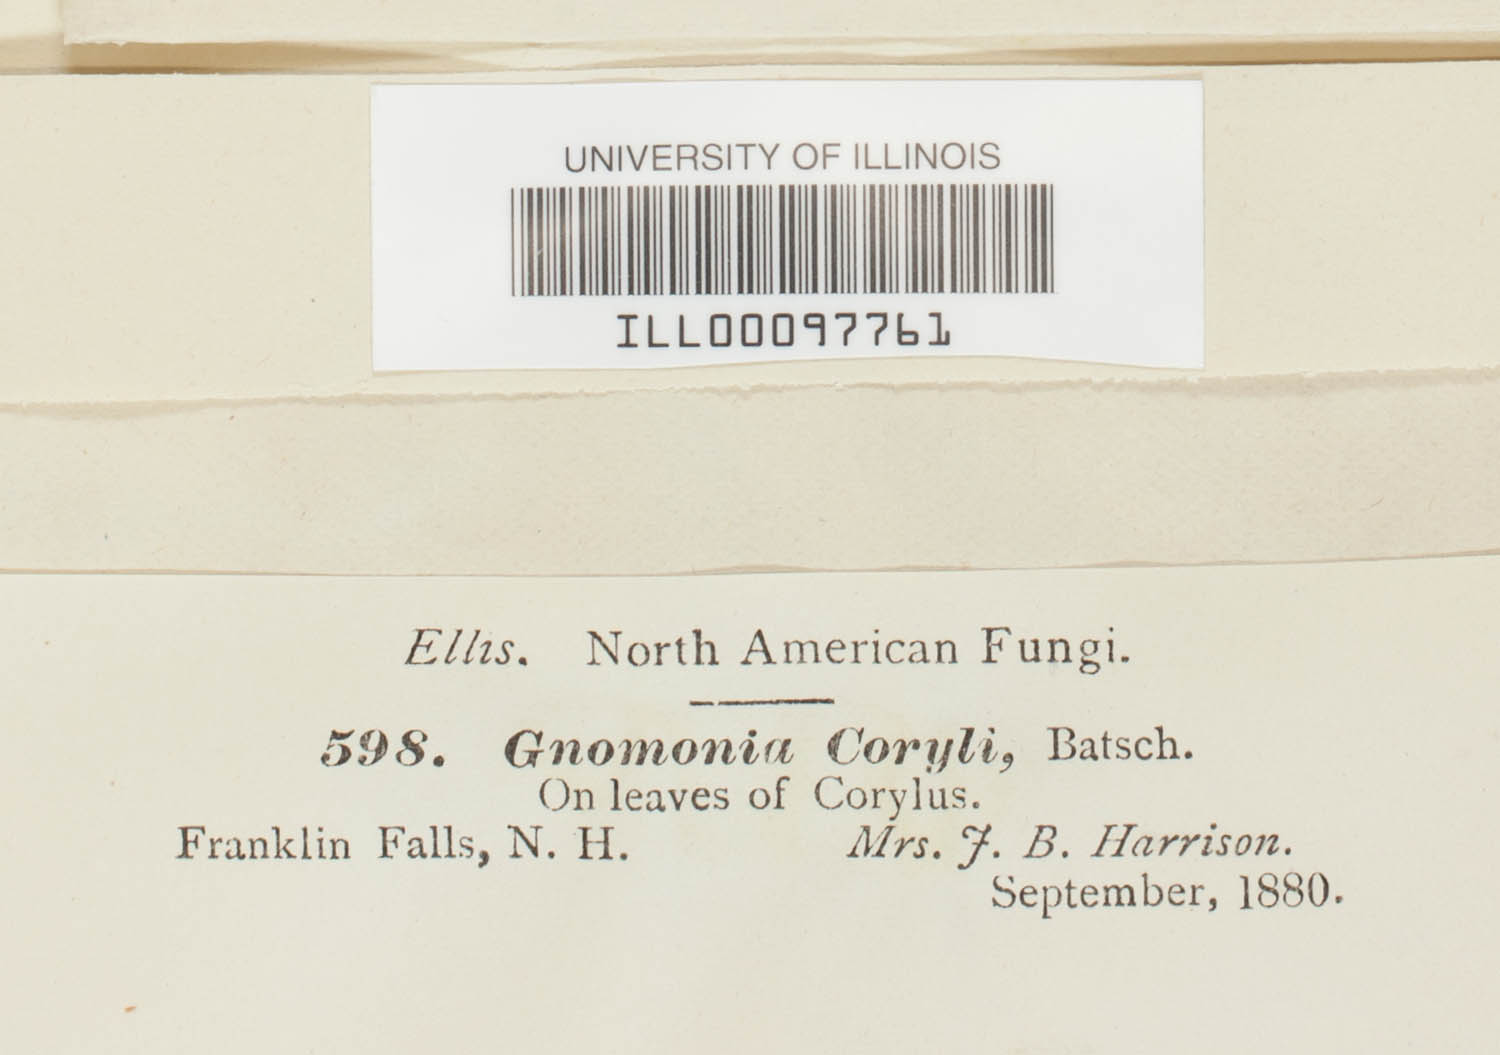 UNIVERSITY OF ILLINOIS
ILL00097761
Ellis. North American Fungi.
598. Gnomonia Coryli, Batsch.
On leaves of Corylus.
Franklin Falls, N. H. Mrs. J. B. Harrison.
September, 1880.